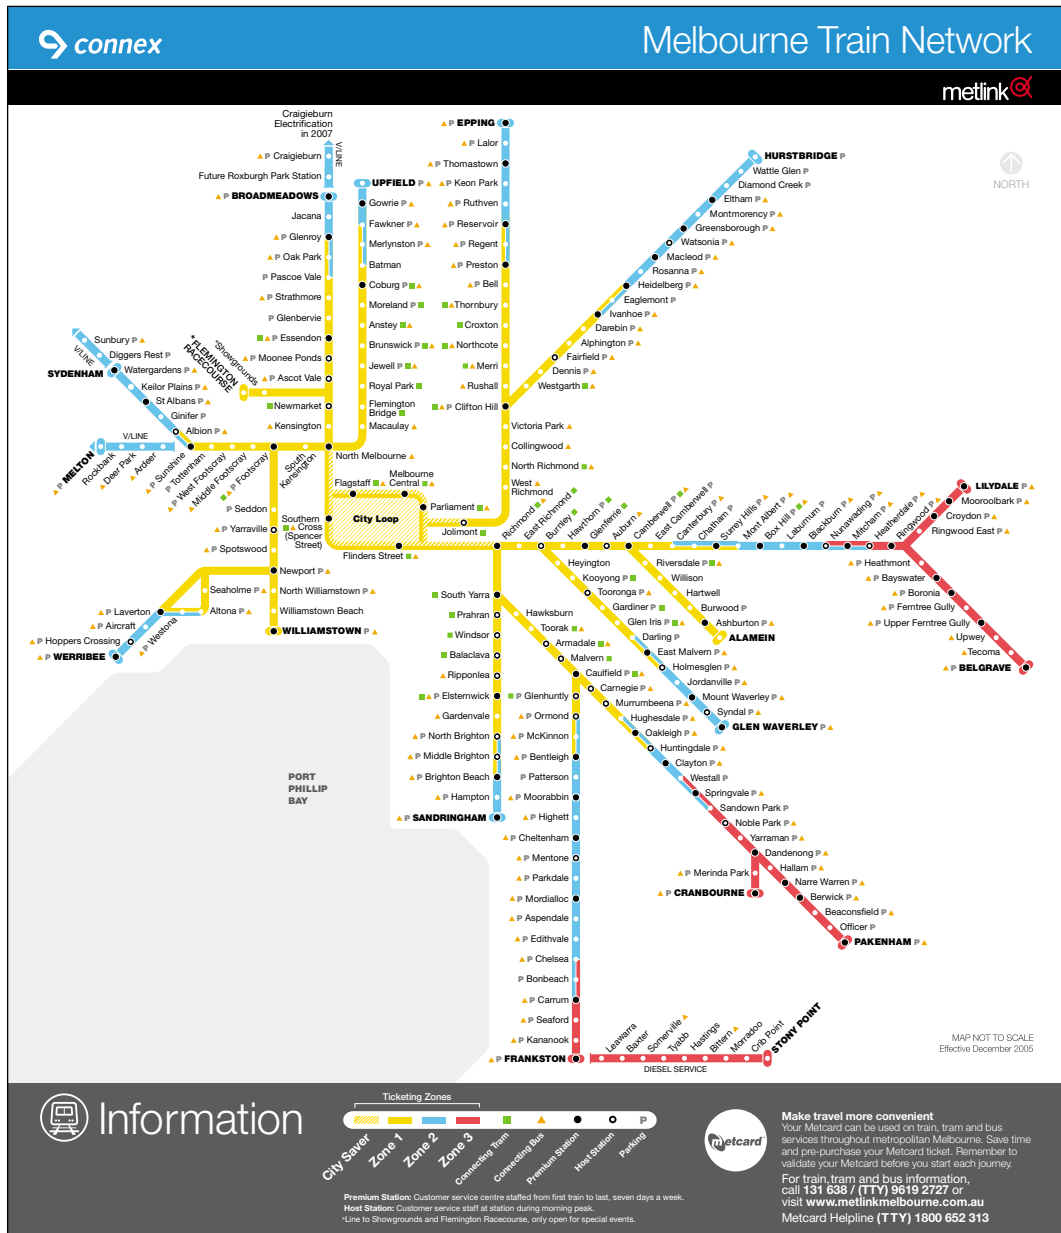 connex
Melbourne Train Network
metlink
Craigieburn
Electrification
in 2007
V/LINE
P Craigieburn
Future Roxburgh Park Station
P BROADMEADOWS
Jacana
P Glenroy
P Oak Park
P Pascoe Vale
P Strathmore
P Glenbervie
P Essendon
P Moonee Ponds
P Ascot Vale
Newmarket
Kensington
*Showgrounds
* FLEMINGTON
RACECOURSE
UPFIELD P
Gowrie P
Fawkner P
Merlynston P
Batman
Coburg P
Moreland P
Anstey
Brunswick P
Jewell P
Royal Park
Flemington
Bridge
Macaulay
North Melbourne
P EPPING
P Lalor
P Thomastown
P Keon Park
P Ruthven
P Reservoir
P Regent
P Preston
P Bell
Thornbury
Croxton
Northcote
Merri
Rushall
P Clifton Hill
Victoria Park
Collingwood
North Richmond
West
Richmond
HURSTBRIDGE P
Wattle Glen P
Diamond Creek P
Eltham P
Montmorency P
Greensborough P
Watsonia P
Macleod P
Rosanna P
Heidelberg P
Eaglemont P
Ivanhoe P
Darebin P
Alphington P
Fairfield P
Dennis P
Westgarth
NORTH
Sunbury P
V/LINE
Diggers Rest P
SYDENHAM
Watergardens P
Keilor Plains P
St Albans P
Ginifer P
Albion P
V/LINE
P MELTON
Rockbank
Deer Park
Ardeer
P Sunshine
P Tottenham
P West Footscray
Middle Footscray
P Footscray
South
Kensington
P Seddon
P Yarraville
P Spotswood
Newport P
Seaholme P
North Williamstown P
Altona P
Williamstown Beach
WILLIAMSTOWN P
P Laverton
P Aircraft
P Westona
P Hoppers Crossing
P WERRIBEE
Flagstaff
Melbourne
Central
Parliament
City Loop
Jolimont
Southern
Cross
(Spencer
Street)
Flinders Street
Richmond
East Richmond
Burnley
Hawthorn P
Glenferrie
Auburn
Camberwell P
East Camberwell P
Canterbury P
Chatham P
Surrey Hills P
Mont Albert P
Box Hill P
Laburnum P
Blackburn P
Nunawading P
Mitcham P
Heatherdale P
Ringwood P
LILYDALE P
Mooroolbark P
Croydon P
Ringwood East P
P Heathmont
P Bayswater
P Boronia
P Ferntree Gully
P Upper Ferntree Gully
Upwey
Tecoma
P BELGRAVE
Riversdale P
Willison
Hartwell
Burwood P
Ashburton P
ALAMEIN
Heyington
Kooyong P
Tooronga P
Gardiner P
Glen Iris P
Darling P
East Malvern P
Holmesglen P
Jordanville P
Mount Waverley P
Syndal P
GLEN WAVERLEY P
South Yarra
Prahran
Windsor
Balaclava
Ripponlea
P Elsternwick
Gardenvale
P North Brighton
P Middle Brighton
P Brighton Beach
P Hampton
P SANDRINGHAM
Hawksburn
Toorak
Armadale
Malvern
Caulfield P
Carnegie P
Murrumbeena P
Hughesdale P
Oakleigh P
Huntingdale P
Clayton P
Westall P
Springvale P
Sandown Park P
Noble Park P
Yarraman P
Dandenong P
Hallam P
Narre Warren P
Berwick P
Beaconsfield P
Officer P
PAKENHAM P
P Merinda Park
P CRANBOURNE
P Glenhuntly
P Ormond
P McKinnon
P Bentleigh
P Patterson
P Moorabbin
P Highett
P Cheltenham
P Mentone
P Parkdale
P Mordialloc
P Aspendale
P Edithvale
P Chelsea
P Bonbeach
P Carrum
P Seaford
P Kananook
P FRANKSTON
Leawarra
Baxter
Somerville
Tyabb
Hastings
Bittern
Morradoo
Crib Point
STONY POINT
DIESEL SERVICE
PORT
PHILLIP
BAY
MAP NOT TO SCALE
Effective December 2005
Information
Ticketing Zones
City Saver
Zone 1
Zone 2
Zone 3
Connecting Tram
Connecting Bus
Premium Station
Host Station
P
Parking
Premium Station: Customer service centre staffed from first train to last, seven days a week.
Host Station: Customer service staff at station during morning peak.
*Line to Showgrounds and Flemington Racecourse, only open for special events.
metcard
Make travel more convenient
Your Metcard can be used on train, tram and bus
services throughout metropolitan Melbourne. Save time
and pre-purchase your Metcard ticket. Remember to
validate your Metcard before you start each journey.
For train,tram and bus information,
call 131 638 / (TTY) 9619 2727 or
visit www.metlinkmelbourne.com.au
Metcard Helpline (TTY) 1800 652 313